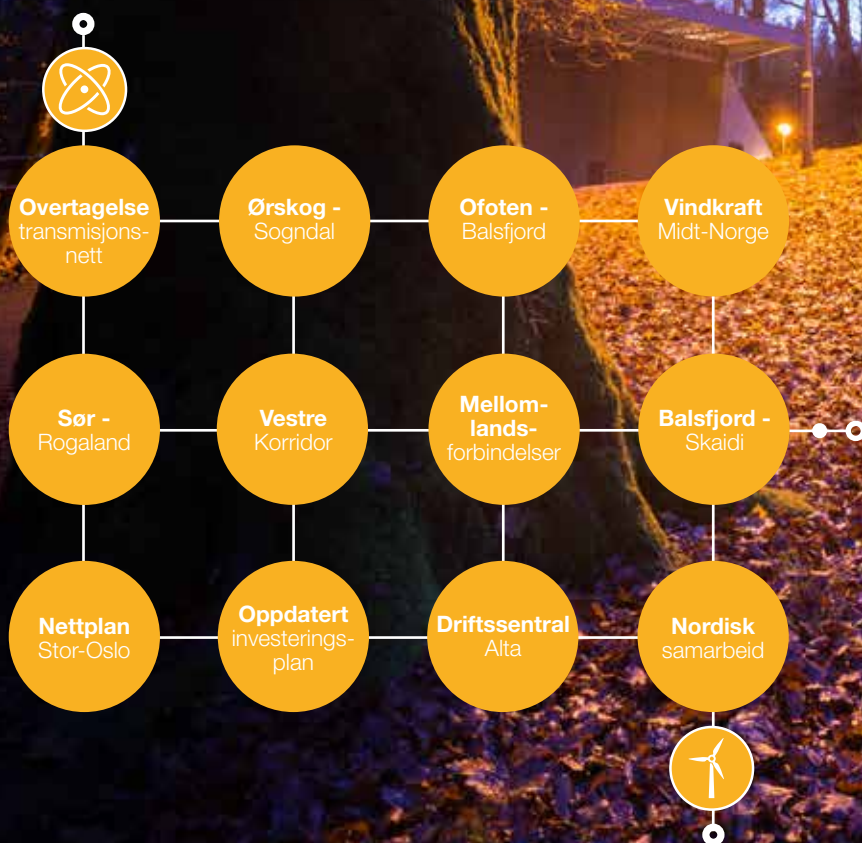 Overtagelse
transmisjons-
nett
Ørskog -
Sogndal
Ofoten -
Balsfjord
Vindkraft
Midt-Norge
Sør -
Rogaland
Vestre
Korridor
Mellom-
lands-
forbindelser
Balsfjord -
Skaidi
Nettplan
Stor-Oslo
Oppdatert
investerings-
plan
Driftssentral
Alta
Nordisk
samarbeid